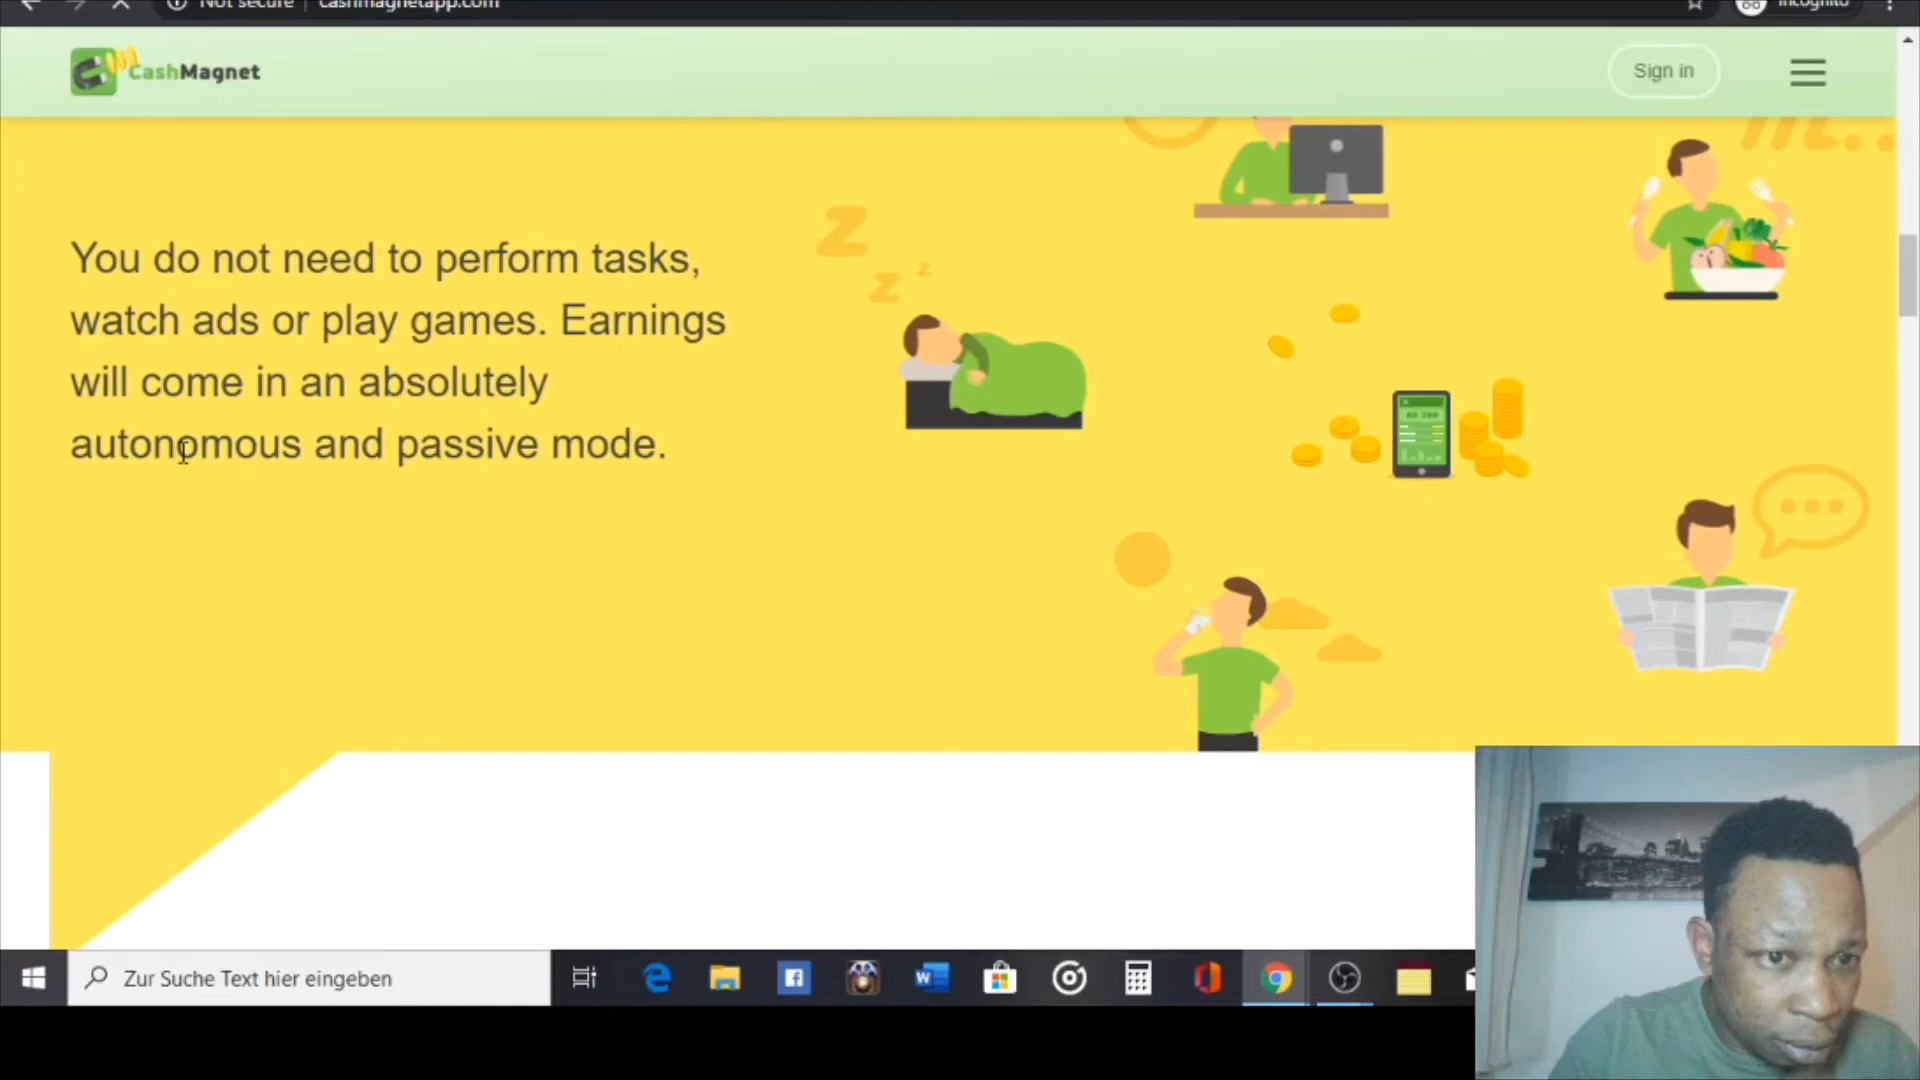 Not secure
cashmagnetapp.com
Incognito
CashMagnet
Sign in
You do not need to perform tasks,
watch ads or play games. Earnings
will come in an absolutely
autonomous and passive mode.
z
z
z
Zur Suche Text hier eingeben